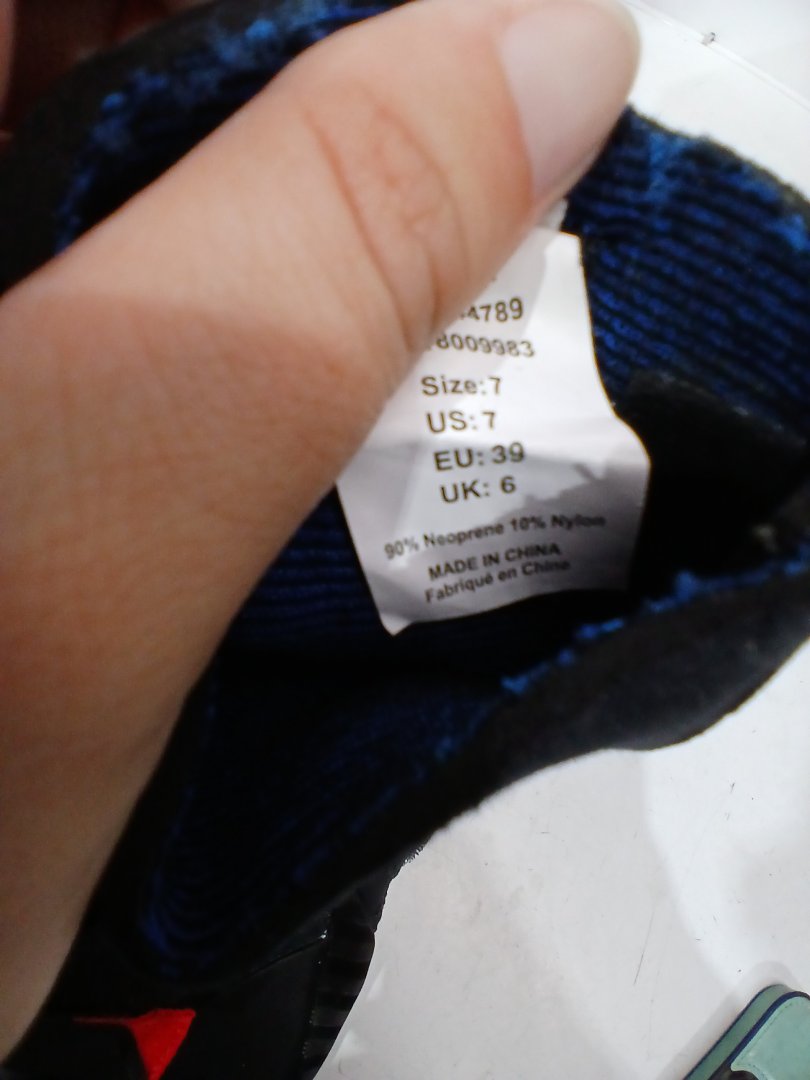 4789
8009983
Size:7
US:7
EU: 39
UK: 6
90% Neoprene 10% Nylon
MADE IN CHINA
Fabriqué en China